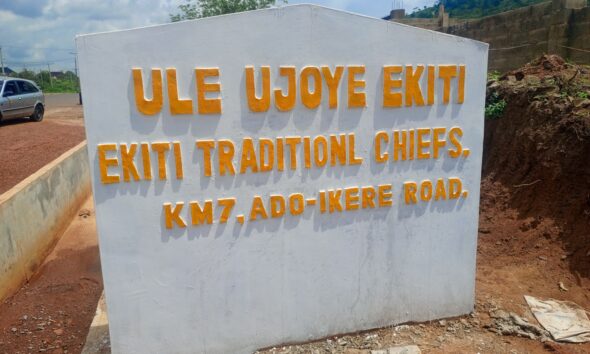 ULE UJOYE EKITI
EKITI TRADITIONL CHIEFS,
KM7, ADO-IKERE ROAD,